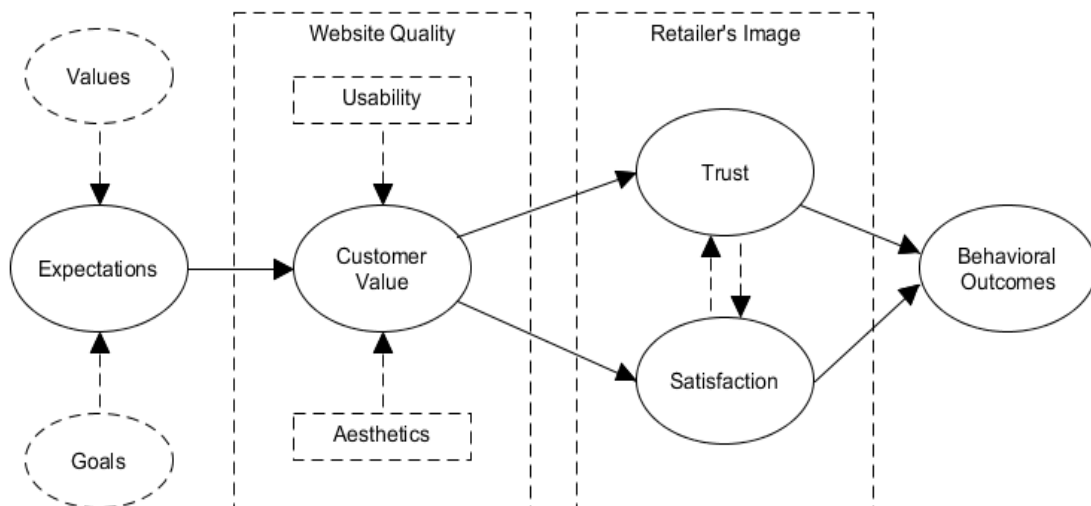 Website Quality
Retailer's Image
Values
Usability
Trust
Expectations
Customer
Value
Behavioral
Outcomes
Satisfaction
Aesthetics
Goals